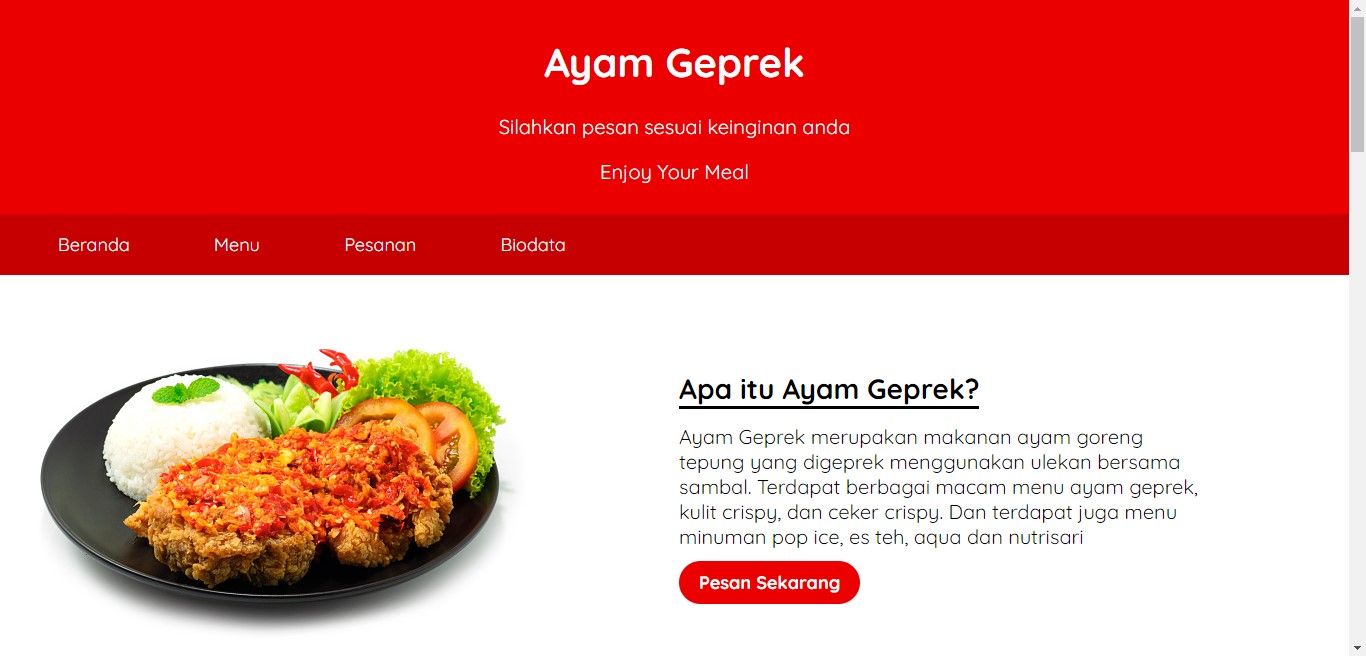 Ayam Geprek
Silahkan pesan sesuai keinginan anda
Enjoy Your Meal
Beranda Menu Pesanan Biodata
Apa itu Ayam Geprek?
Ayam Geprek merupakan makanan ayam goreng
tepung yang digeprek menggunakan ulekan bersama
sambal. Terdapat berbagai macam menu ayam geprek,
kulit crispy, dan ceker crispy. Dan terdapat juga menu
minuman pop ice, es teh, aqua dan nutrisari
Pesan Sekarang